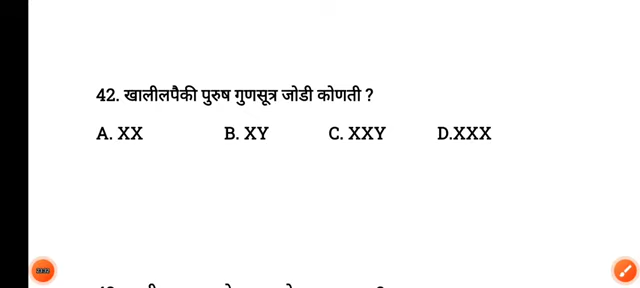 42. खालीलपैकी पुरुष गुणसूत्र जोडी कोणती ?
A. XX B. XY C. XXY D.XXX